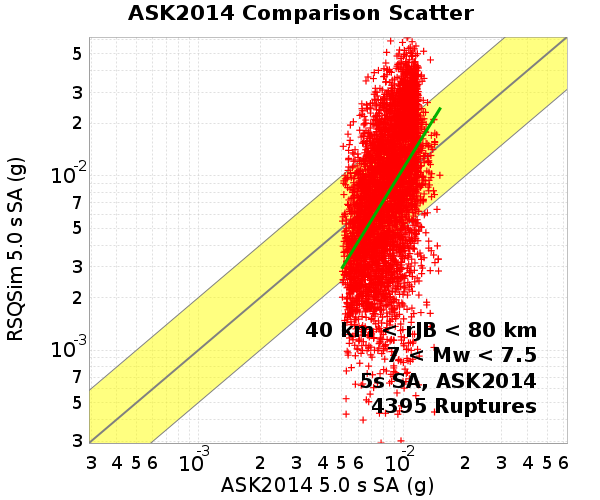 ASK2014 Comparison Scatter
RSQSim 5.0 s SA (g)
5
3
2
10-2
7
5
3
2
10-3
7
5
3
40 km < rJB < 80 km
7 < Mw < 7.5
5s SA, ASK2014
4395 Ruptures
3 4 5 6 10-3 2 3 4 5 6 10-2 2 3 4 5 6
ASK2014 5.0 s SA (g)